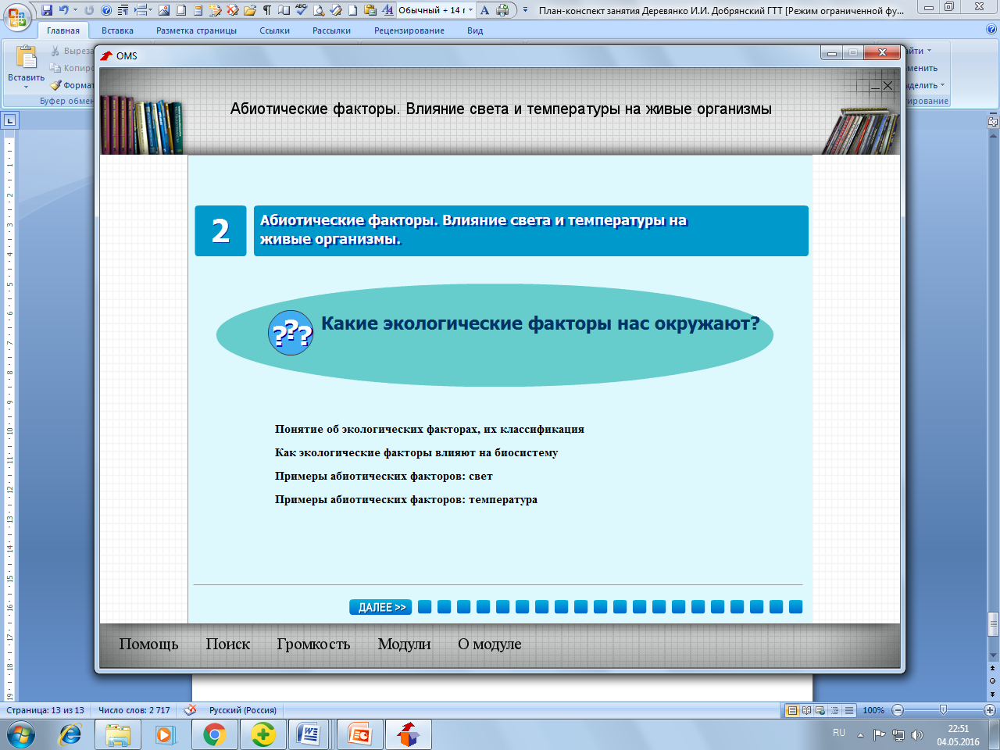 Обычный + 14 г
План-конспект занятия Деревянко И.И. Добрянский ГТТ [Режим ограниченной фу...
Главная
Вставка
Разметка страницы
Ссылки
Рассылки
Рецензирование
Вид
Вставить
Выреза
Копиро
Формат
Буфер обмен
айти
менить
ыделить
ирование
OMS
Абиотические факторы. Влияние света и температуры на живые организмы
2
Абиотические факторы. Влияние света и температуры на
живые организмы.
???
Какие экологические факторы нас окружают?
Понятие об экологических факторах, их классификация
Как экологические факторы влияют на биосистему
Примеры абиотических факторов: свет
Примеры абиотических факторов: температура
ДАЛЕЕ >>
Помощь
Поиск
Громкость
Модули
О модуле
Страница: 13 из 13
Число слов: 2 717
Русский (Россия)
100%
RU
22:51
04.05.2016